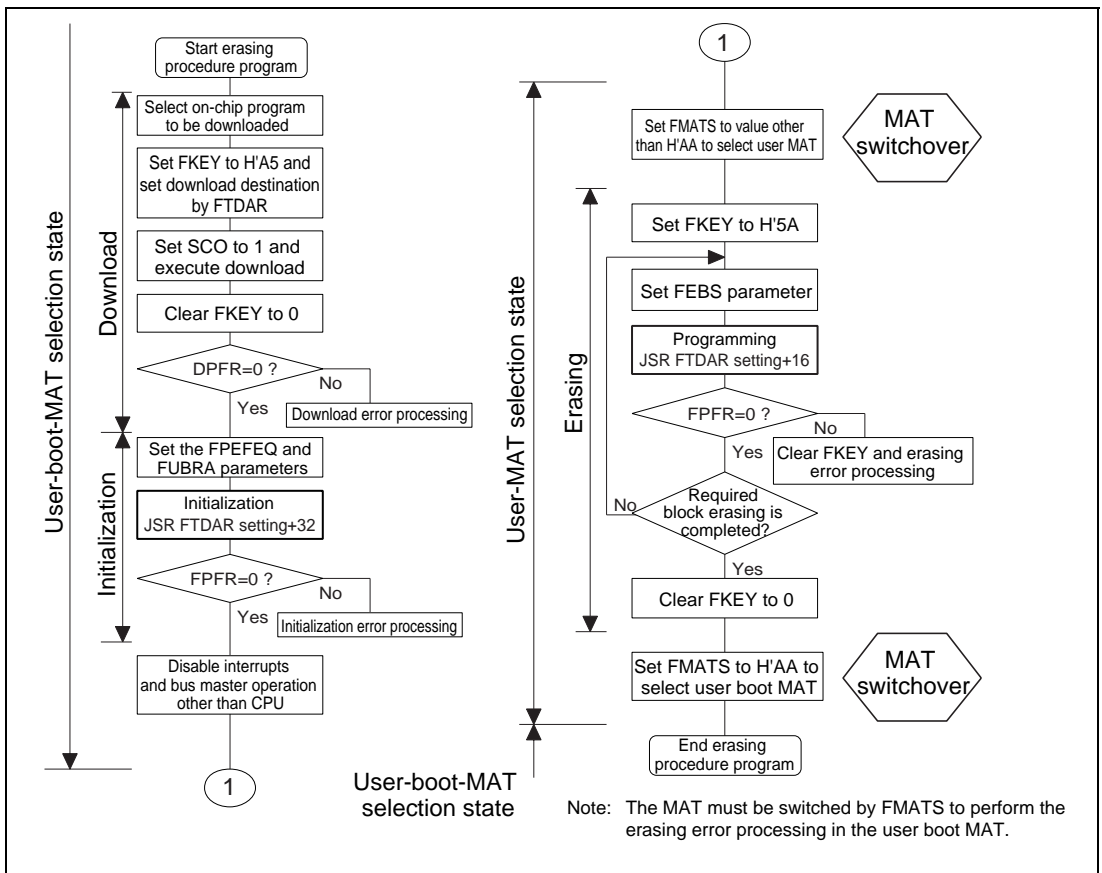 User-boot-MAT selection state
Start erasing
procedure program
Download
Select on-chip program
to be downloaded
Set FKEY to H'A5 and
set download destination
by FTDAR
Set SCO to 1 and
execute download
Clear FKEY to 0
DPFR=0 ?
No
Yes
Download error processing
Initialization
Set the FPEFEQ and
FUBRA parameters
Initialization
JSR FTDAR setting+32
FPFR=0 ?
No
Yes
Initialization error processing
Disable interrupts
and bus master operation
other than CPU
1
1
User-MAT selection state
Set FMATS to value other
than H'AA to select user MAT
MAT
switchover
Erasing
Set FKEY to H'5A
Set FEBS parameter
Programming
JSR FTDAR setting+16
FPFR=0 ?
No
Yes
Clear FKEY and erasing
error processing
Required
block erasing is
completed?
No
Yes
Clear FKEY to 0
Set FMATS to H'AA to
select user boot MAT
MAT
switchover
End erasing
procedure program
User-boot-MAT
selection state
Note: The MAT must be switched by FMATS to perform the
erasing error processing in the user boot MAT.